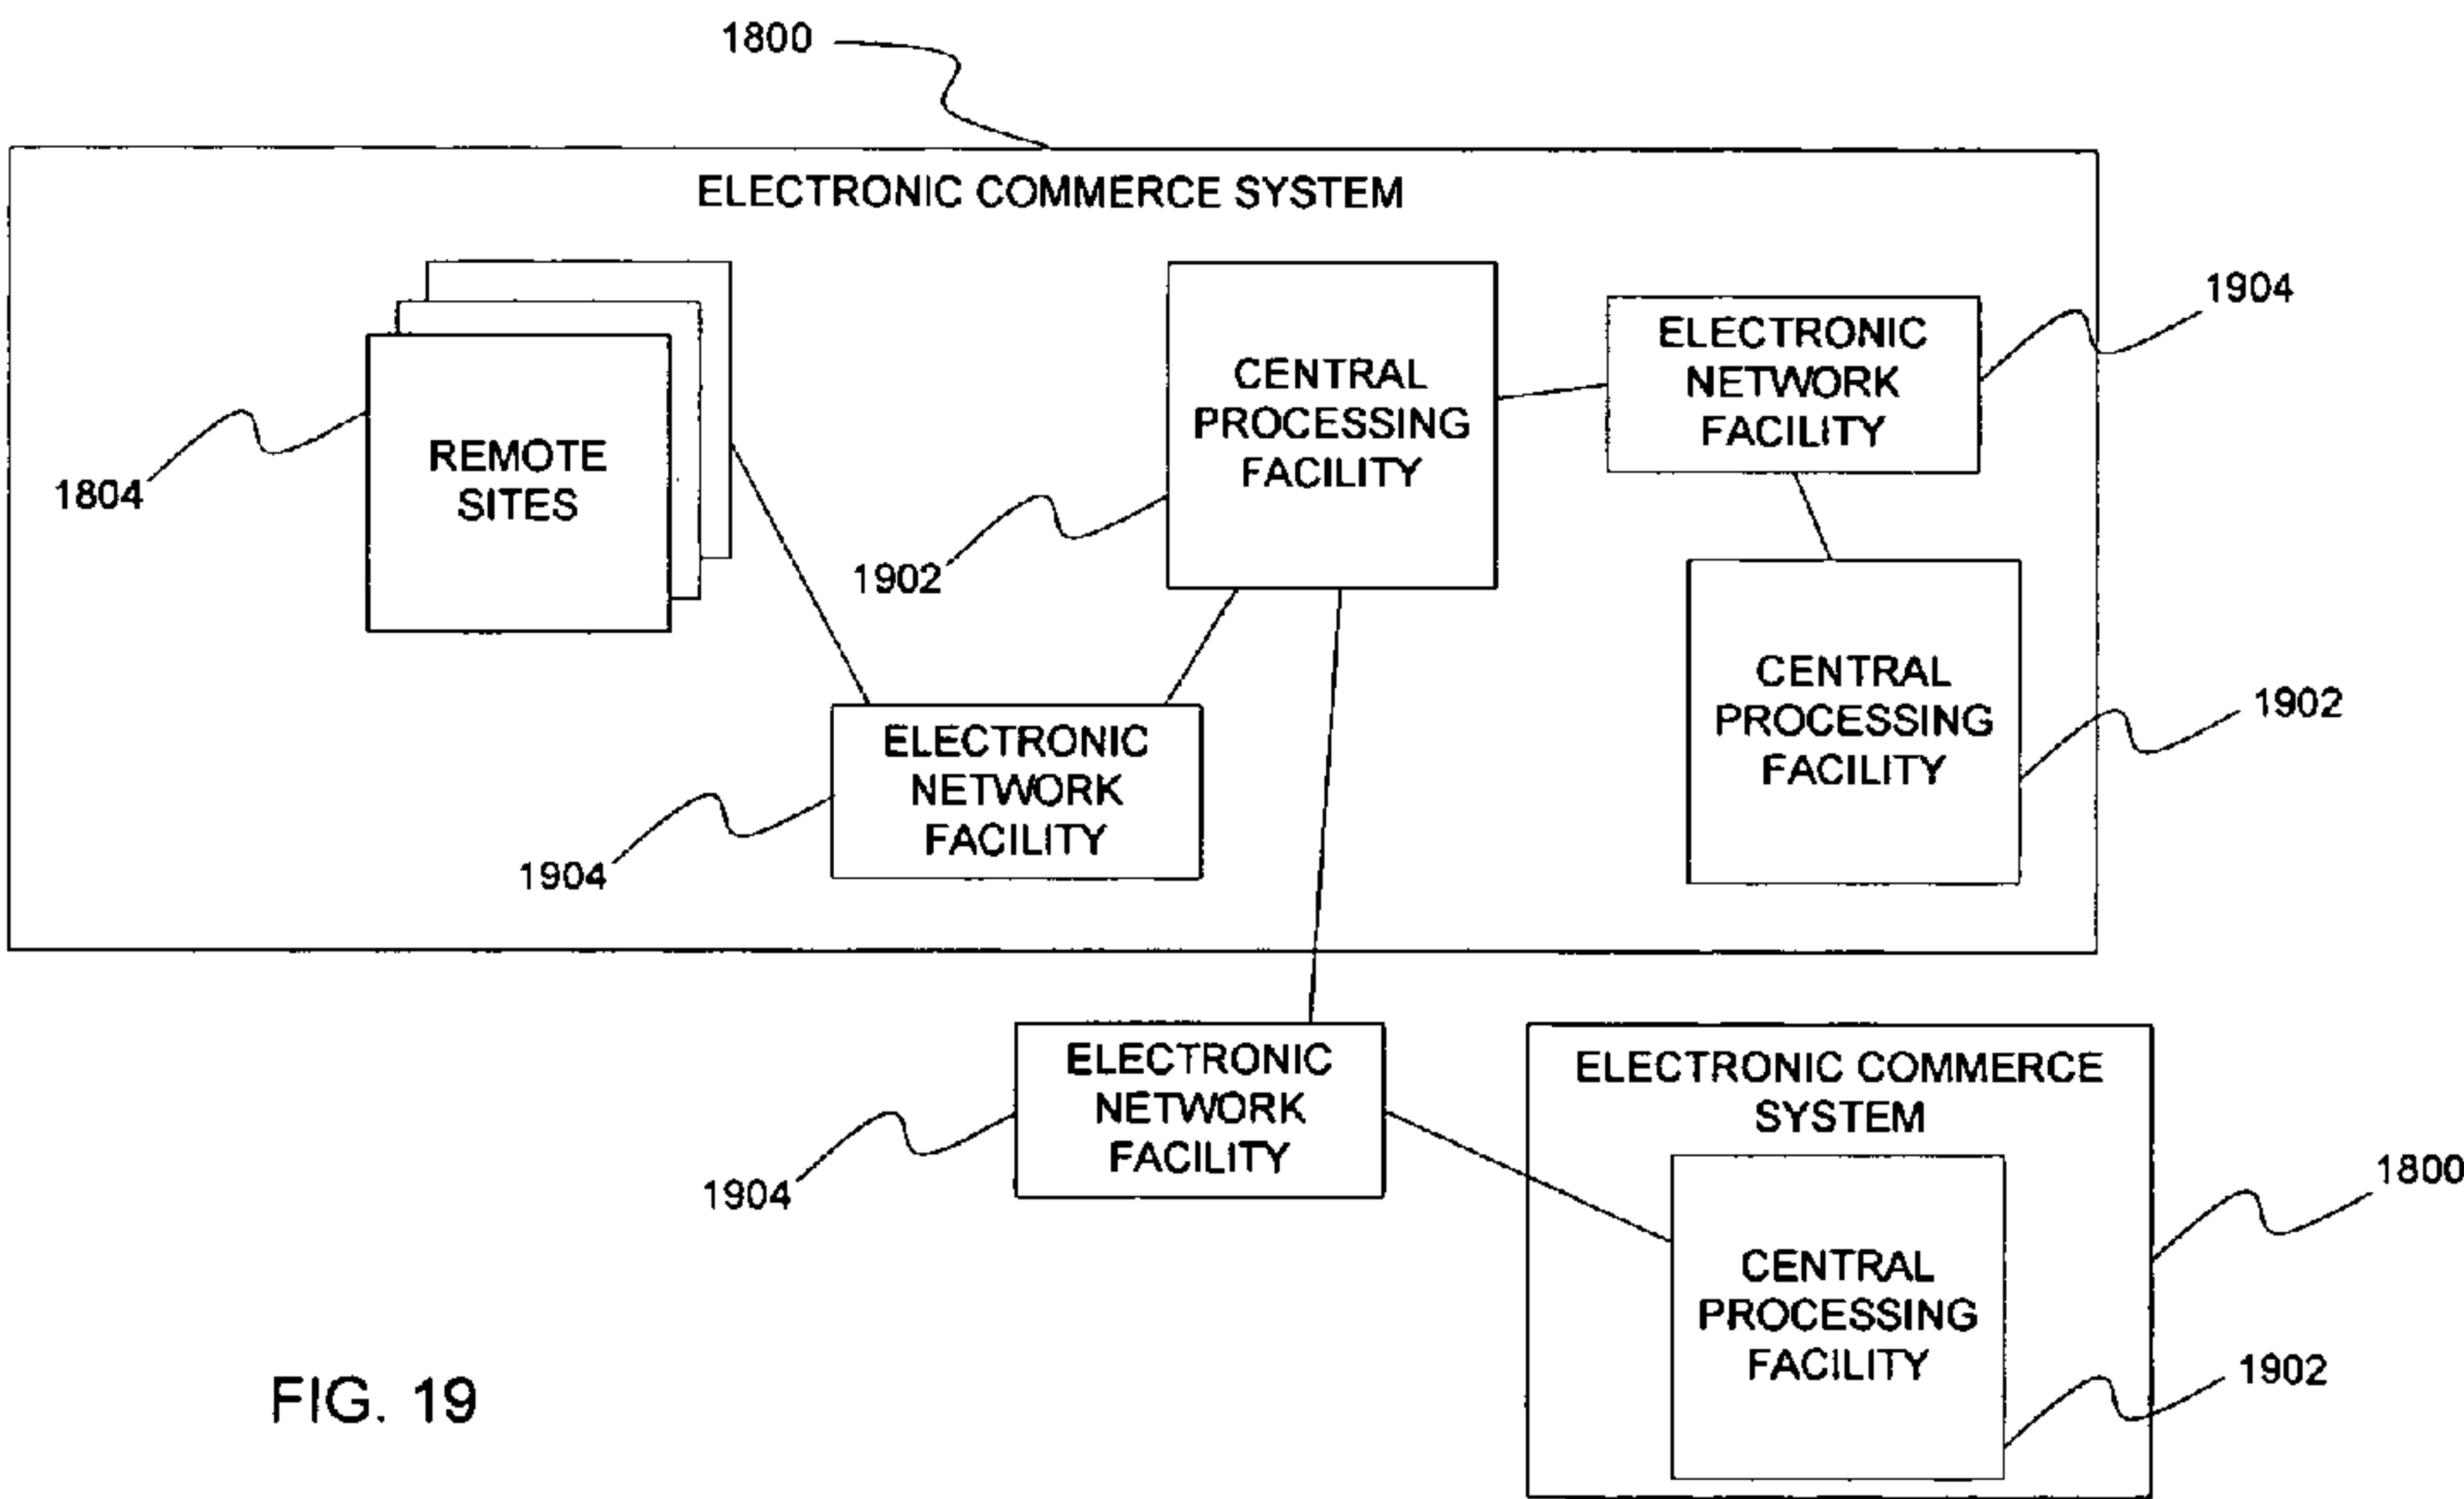 1800
ELECTRONIC COMMERCE SYSTEM
1804
REMOTE
SITES
CENTRAL
PROCESSING
FACILITY
1902
ELECTRONIC
NETWORK
FACILITY
1904
CENTRAL
PROCESSING
FACILITY
1902
ELECTRONIC
NETWORK
FACILITY
1904
ELECTRONIC
NETWORK
FACILITY
1904
ELECTRONIC COMMERCE
SYSTEM
1800
CENTRAL
PROCESSING
FACILITY
1902
FIG. 19